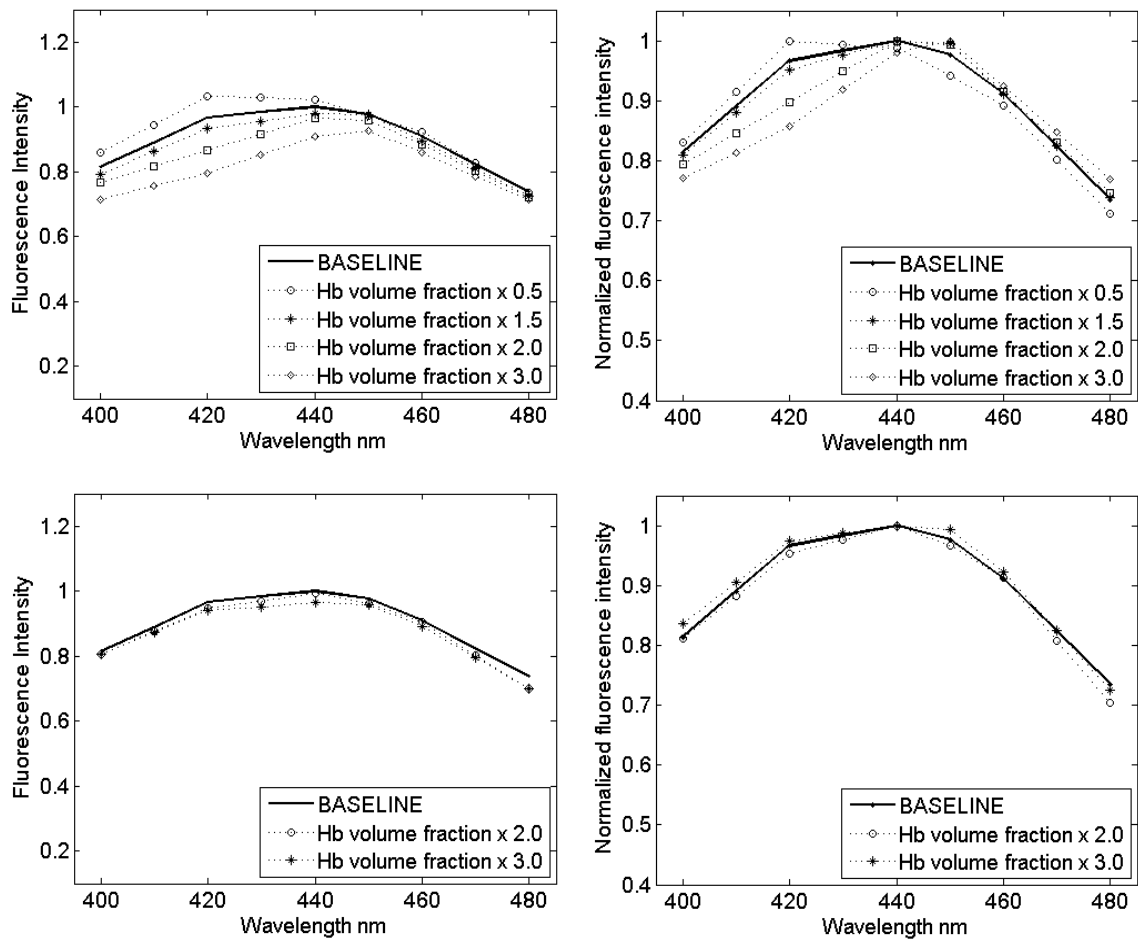 Fluorescence Intensity
1.2
1
0.8
0.6
0.4
0.2
BASELINE
Hb volume fraction x 0.5
Hb volume fraction x 1.5
Hb volume fraction x 2.0
Hb volume fraction x 3.0
400 420 440 460 480
Wavelength nm
Normalized fluorescence intensity
1
0.9
0.8
0.7
0.6
0.5
0.4
BASELINE
Hb volume fraction x 0.5
Hb volume fraction x 1.5
Hb volume fraction x 2.0
Hb volume fraction x 3.0
400 420 440 460 480
Wavelength nm
Fluorescence Intensity
1.2
1
0.8
0.6
0.4
0.2
BASELINE
Hb volume fraction x 2.0
Hb volume fraction x 3.0
400 420 440 460 480
Wavelength nm
Normalized fluorescence intensity
1
0.9
0.8
0.7
0.6
0.5
0.4
BASELINE
Hb volume fraction x 2.0
Hb volume fraction x 3.0
400 420 440 460 480
Wavelength nm